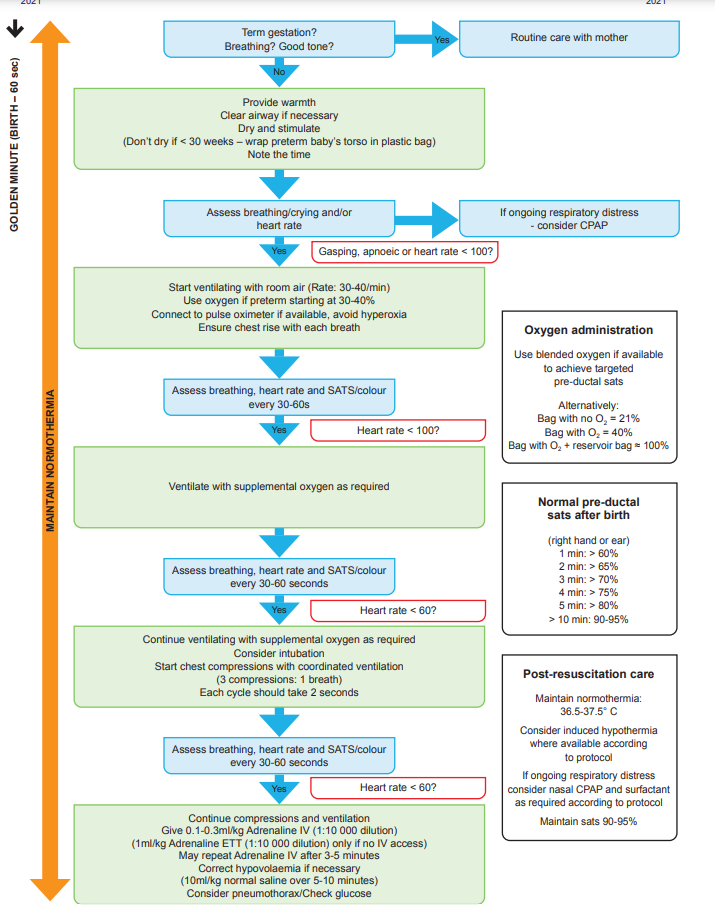 2021
2021
GOLDEN MINUTE (BIRTH – 60 sec)
MAINTAIN NORMOTHERMIA
Term gestation?
Breathing? Good tone?
Yes
Routine care with mother
No
Provide warmth
Clear airway if necessary
Dry and stimulate
(Don't dry if < 30 weeks – wrap preterm baby's torso in plastic bag)
Note the time
Assess breathing/crying and/or
heart rate
If ongoing respiratory distress
- consider CPAP
Yes
Gasping, apnoeic or heart rate < 100?
Start ventilating with room air (Rate: 30-40/min)
Use oxygen if preterm starting at 30-40%
Connect to pulse oximeter if available, avoid hyperoxia
Ensure chest rise with each breath
Assess breathing, heart rate and SATS/colour
every 30-60s
Yes
Heart rate < 100?
Ventilate with supplemental oxygen as required
Assess breathing, heart rate and SATS/colour
every 30-60 seconds
Yes
Heart rate < 60?
Continue ventilating with supplemental oxygen as required
Consider intubation
Start chest compressions with coordinated ventilation
(3 compressions: 1 breath)
Each cycle should take 2 seconds
Assess breathing, heart rate and SATS/colour
every 30-60 seconds
Yes
Heart rate < 60?
Continue compressions and ventilation
Give 0.1-0.3ml/kg Adrenaline IV (1:10 000 dilution)
(1ml/kg Adrenaline ETT (1:10 000 dilution) only if no IV access)
May repeat Adrenaline IV after 3-5 minutes
Correct hypovolaemia if necessary
(10ml/kg normal saline over 5-10 minutes)
Consider pneumothorax/Check glucose
Oxygen administration
Use blended oxygen if available
to achieve targeted
pre-ductal sats
Alternatively:
Bag with no O₂ = 21%
Bag with O₂ = 40%
Bag with O₂ + reservoir bag ≈ 100%
Normal pre-ductal
sats after birth
(right hand or ear)
1 min: > 60%
2 min: > 65%
3 min: > 70%
4 min: > 75%
5 min: > 80%
> 10 min: 90-95%
Post-resuscitation care
Maintain normothermia:
36.5-37.5° C
Consider induced hypothermia
where available according
to protocol
If ongoing respiratory distress
consider nasal CPAP and surfactant
as required according to protocol
Maintain sats 90-95%